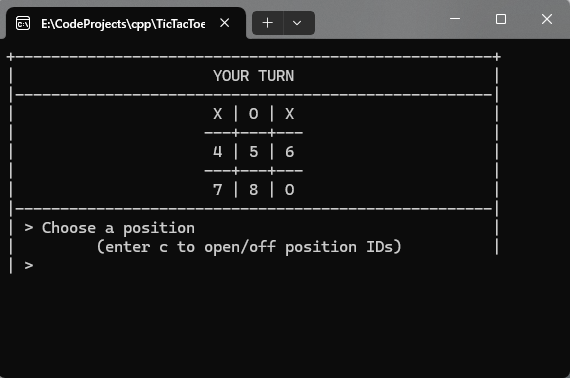 E:\CodeProjects\cpp\TicTacToe
YOUR TURN
X | O | X
---+---+---
4 | 5 | 6
---+---+---
7 | 8 | O
> Choose a position
(enter c to open/off position IDs)
>